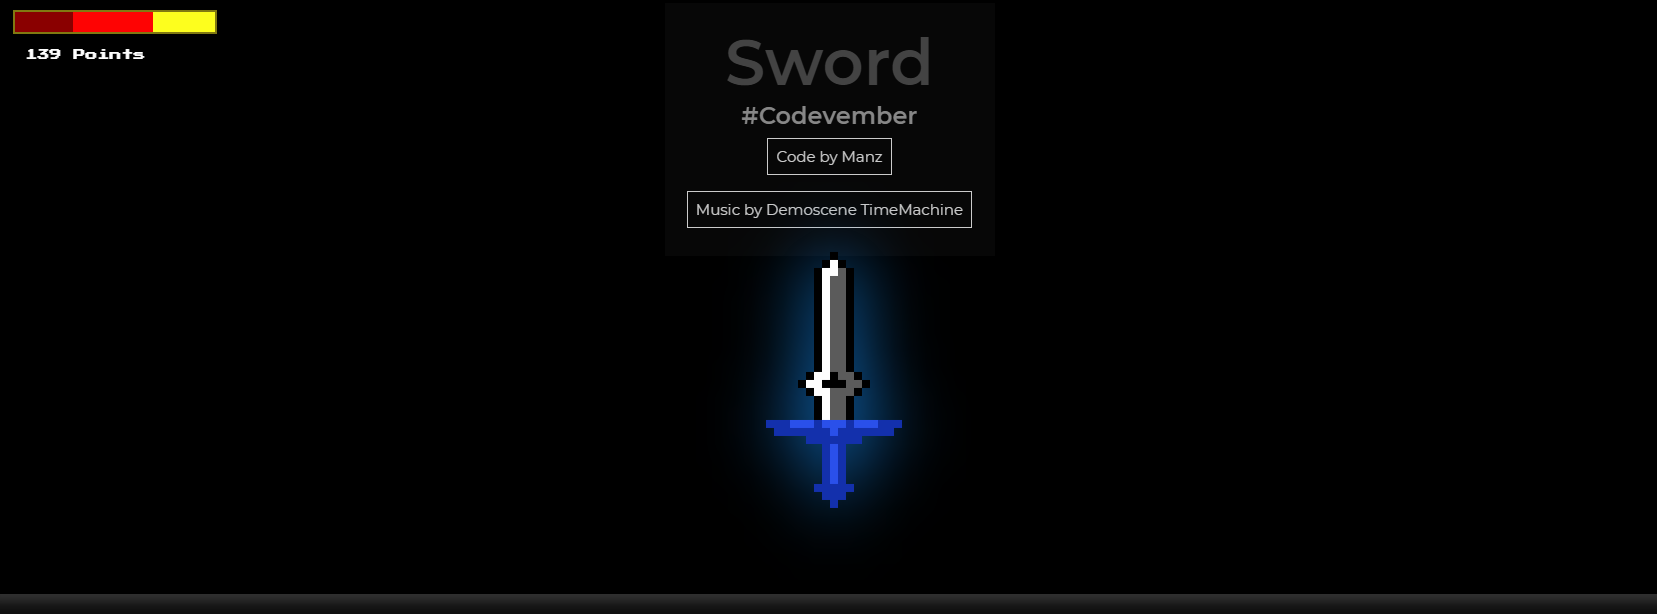 139 Points
Sword
#Codevember
Code by Manz
Music by Demoscene TimeMachine